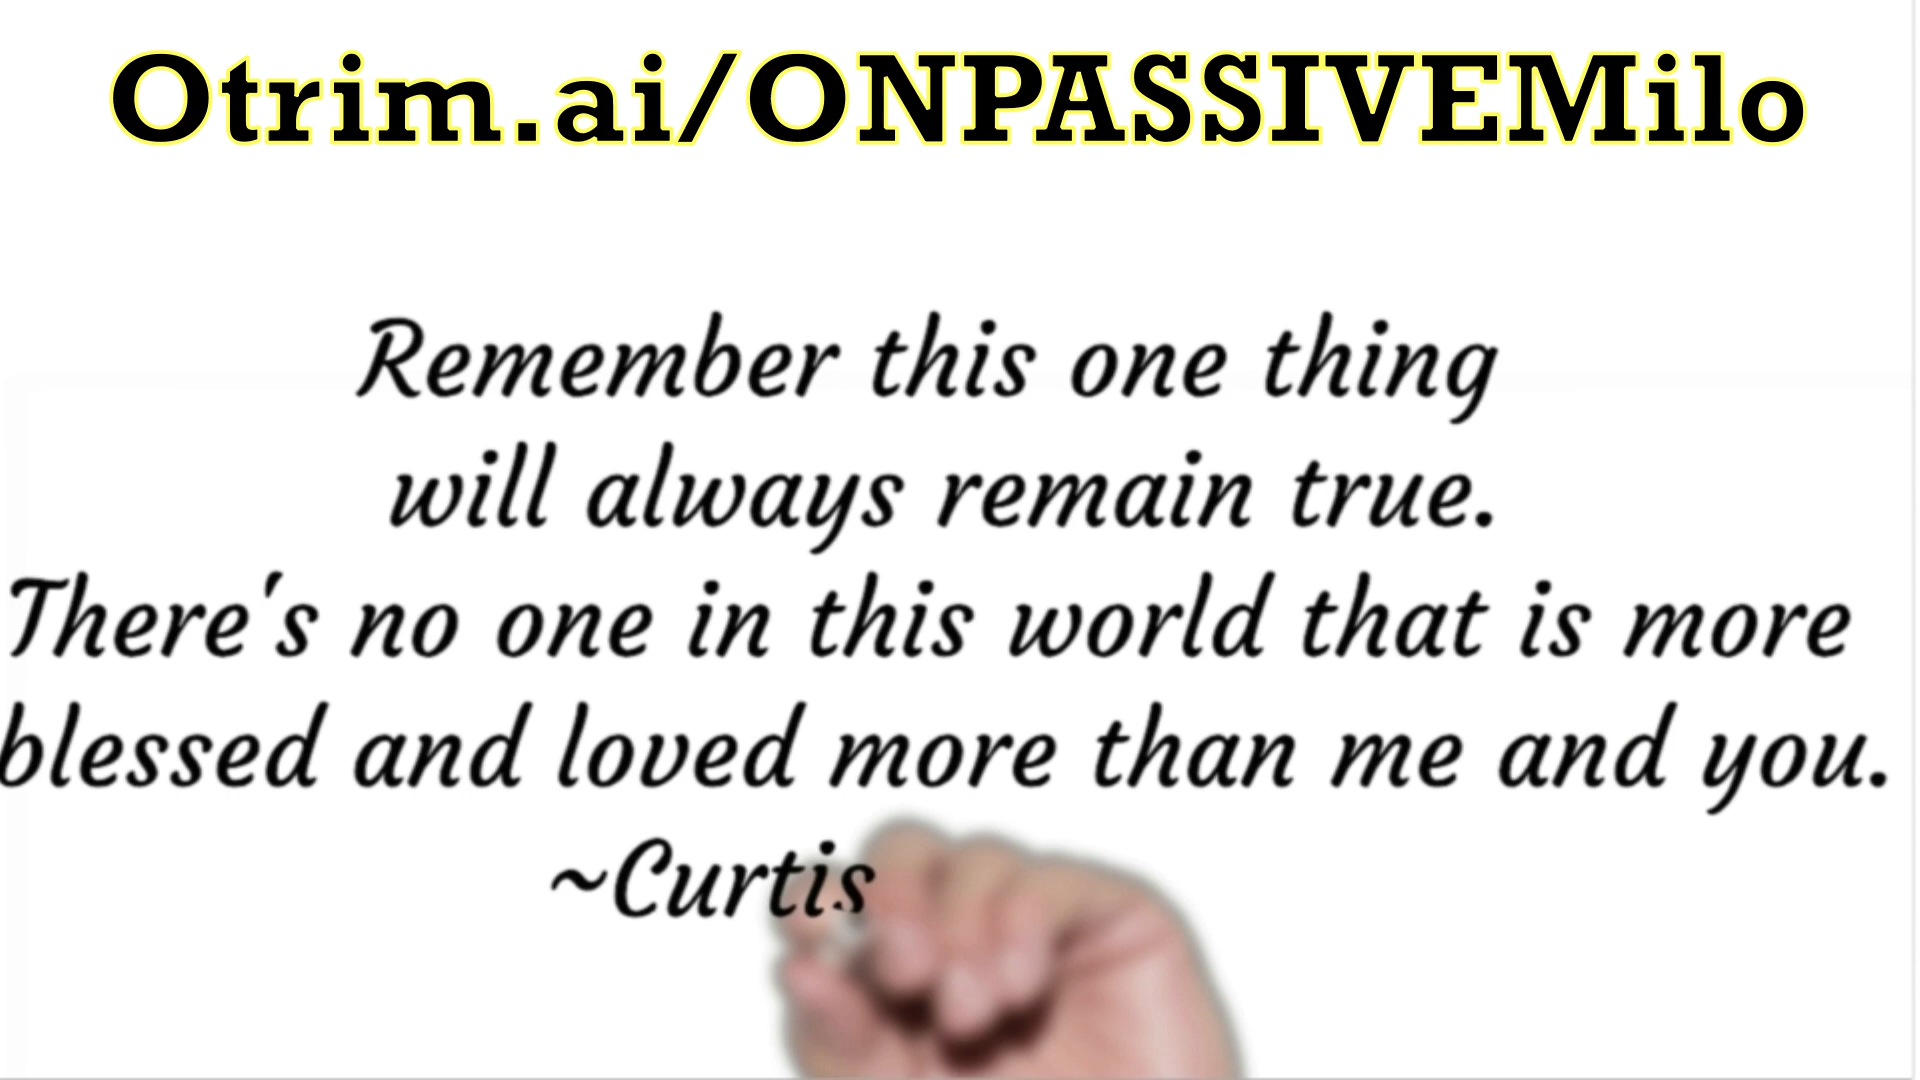 Otrim.ai/ONPASSIVEMilo
Remember this one thing
will always remain true.
There's no one in this world that is more
blessed and loved more than me and you.
~Curtis